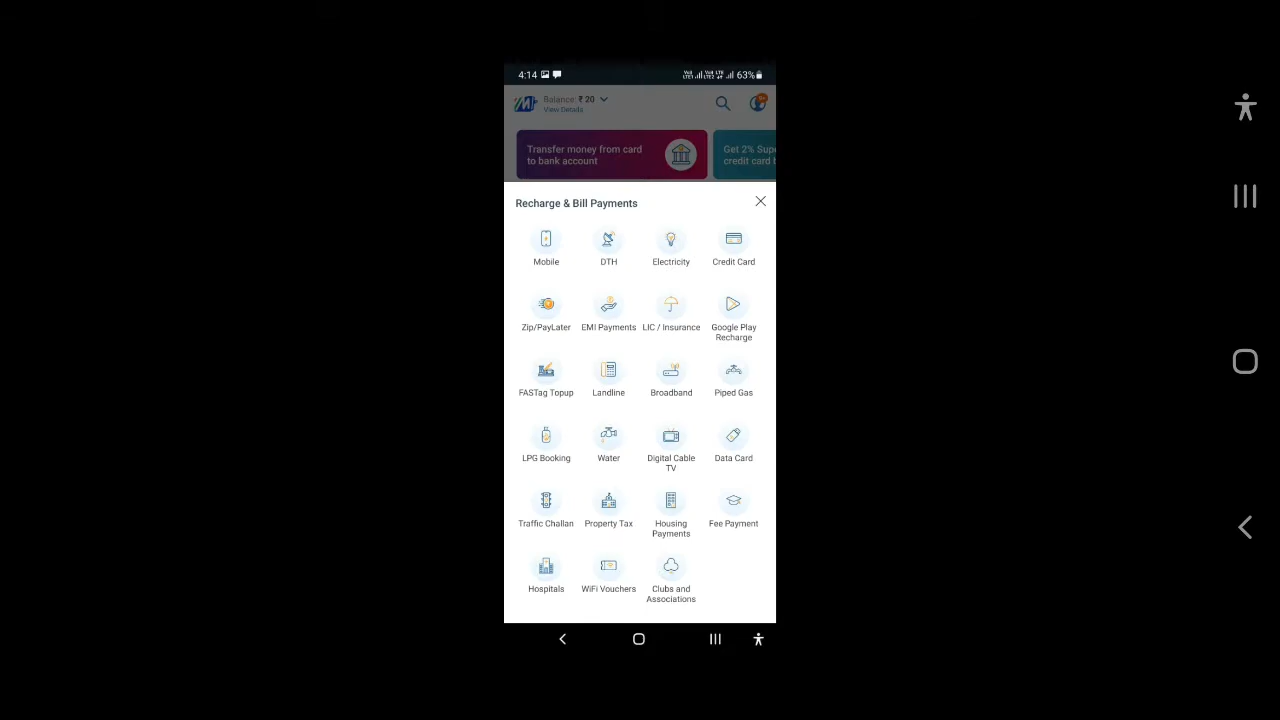 4:14 63%
Balance: ₹ 20
View Details
Transfer money from card
to bank account
Get 2% Sup
credit card b
Recharge & Bill Payments
Mobile DTH Electricity Credit Card
Zip/PayLater EMI Payments LIC / Insurance Google Play
Recharge
FASTag Topup Landline Broadband Piped Gas
LPG Booking Water Digital Cable Data Card
TV
Traffic Challan Property Tax Housing Fee Payment
Payments
Hospitals WiFi Vouchers Clubs and
Associations